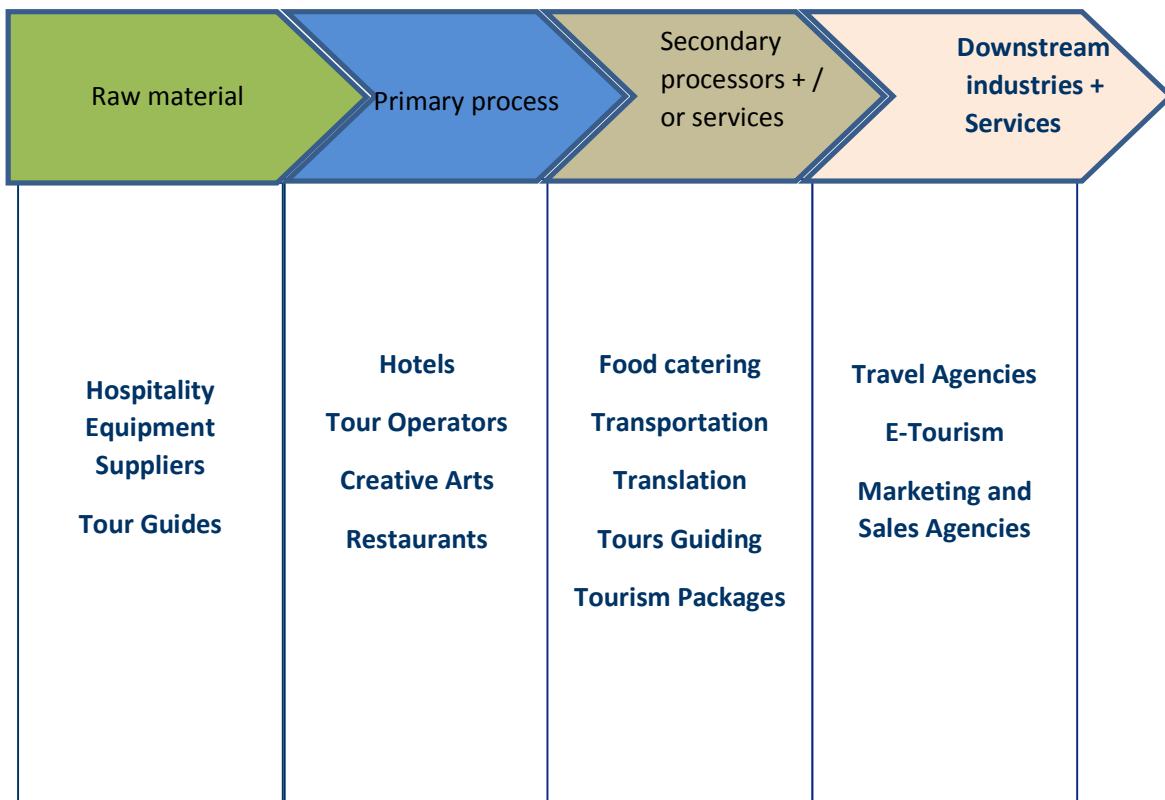 Raw material
Primary process
Secondary
processors + /
or services
Downstream
industries +
Services
Hospitality
Equipment
Suppliers
Tour Guides
Hotels
Tour Operators
Creative Arts
Restaurants
Food catering
Transportation
Translation
Tours Guiding
Tourism Packages
Travel Agencies
E-Tourism
Marketing and
Sales Agencies